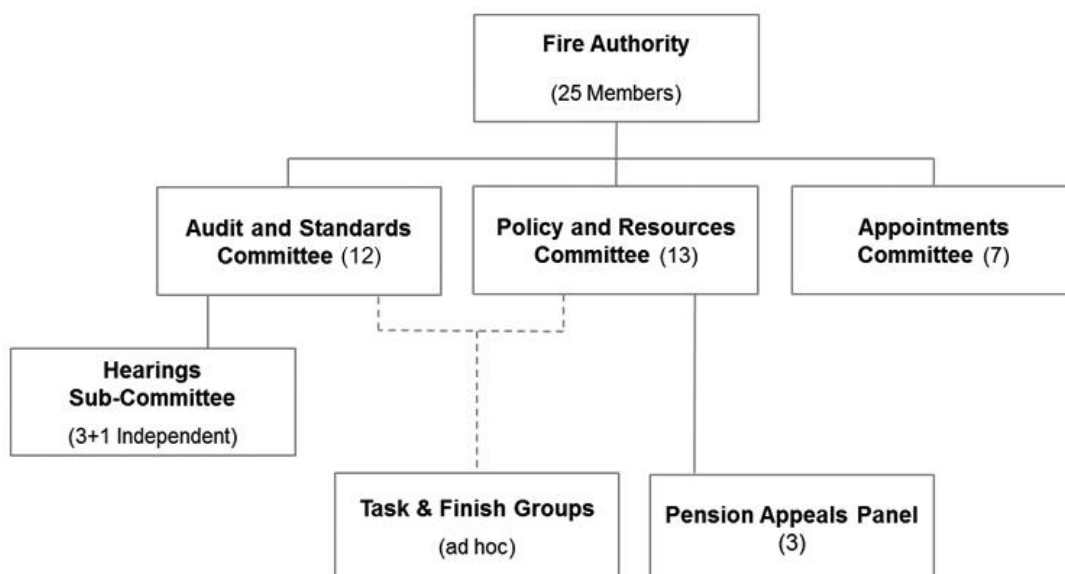 Fire Authority
(25 Members)
Audit and Standards
Committee (12)
Policy and Resources
Committee (13)
Appointments
Committee (7)
Hearings
Sub-Committee
(3+1 Independent)
Task & Finish Groups
(ad hoc)
Pension Appeals Panel
(3)